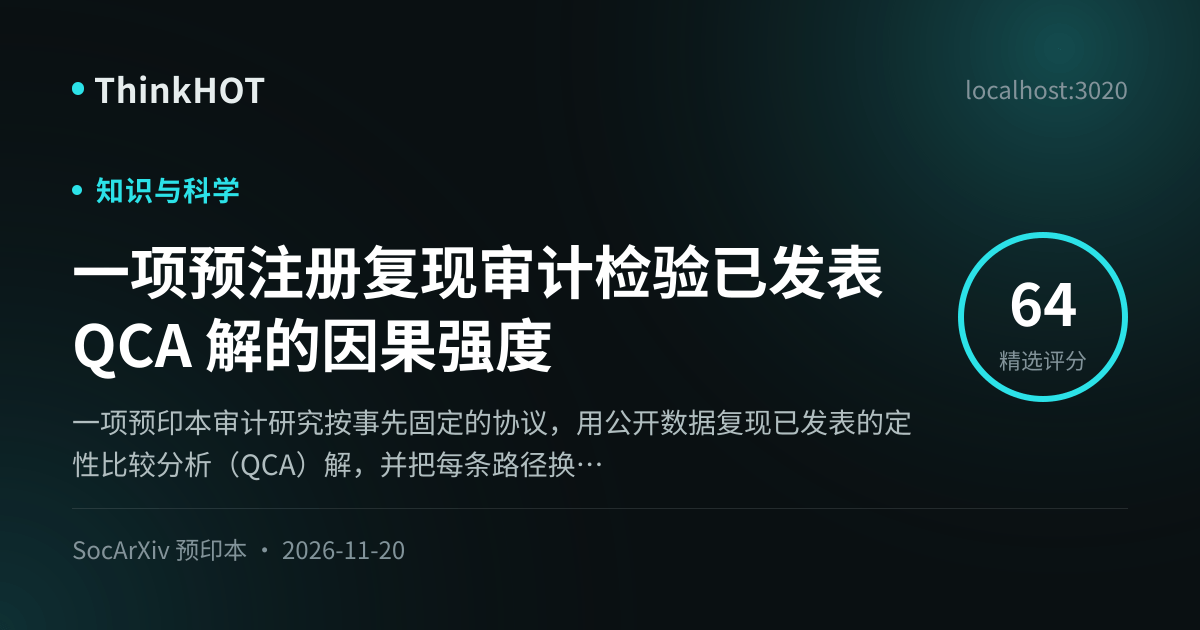 ThinkHOT
localhost:3020
知识与科学
一项预注册复现审计检验已发表
QCA 解的因果强度
64
精选评分
一项预印本审计研究按事先固定的协议，用公开数据复现已发表的定
性比较分析（QCA）解，并把每条路径换…
SocArXiv 预印本 · 2026-11-20